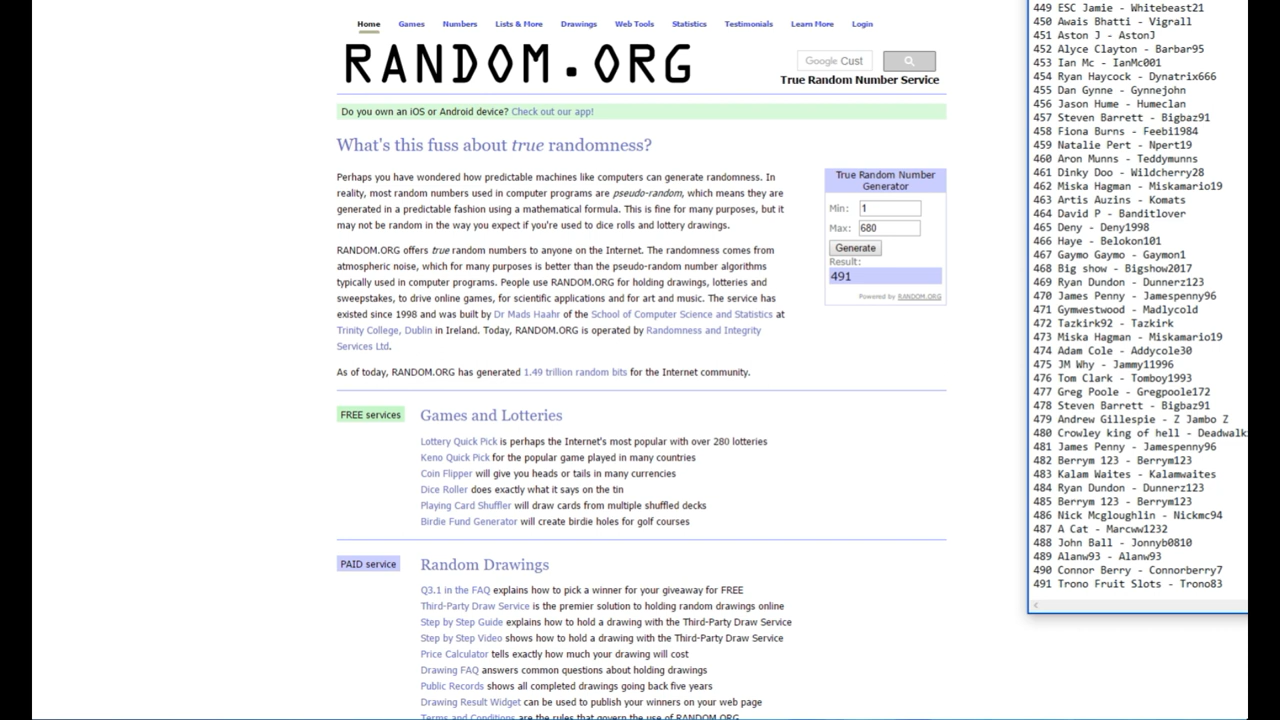 Home Games Numbers Lists & More Drawings Web Tools Statistics Testimonials Learn More Login
RANDOM.ORG
Google Cust
True Random Number Service
Do you own an iOS or Android device? Check out our app!
What's this fuss about true randomness?
Perhaps you have wondered how predictable machines like computers can generate randomness. In
reality, most random numbers used in computer programs are pseudo-random, which means they are
generated in a predictable fashion using a mathematical formula. This is fine for many purposes, but it
may not be random in the way you expect if you're used to dice rolls and lottery drawings.
RANDOM.ORG offers true random numbers to anyone on the Internet. The randomness comes from
atmospheric noise, which for many purposes is better than the pseudo-random number algorithms
typically used in computer programs. People use RANDOM.ORG for holding drawings, lotteries and
sweepstakes, to drive online games, for scientific applications and for art and music. The service has
existed since 1998 and was built by Dr Mads Haahr of the School of Computer Science and Statistics at
Trinity College, Dublin in Ireland. Today, RANDOM.ORG is operated by Randomness and Integrity
Services Ltd.
As of today, RANDOM.ORG has generated 1.49 trillion random bits for the Internet community.
True Random Number
Generator
Min: 1
Max: 680
Generate
Result:
491
Powered by RANDOM.ORG
FREE services
Games and Lotteries
Lottery Quick Pick is perhaps the Internet's most popular with over 280 lotteries
Keno Quick Pick for the popular game played in many countries
Coin Flipper will give you heads or tails in many currencies
Dice Roller does exactly what it says on the tin
Playing Card Shuffler will draw cards from multiple shuffled decks
Birdie Fund Generator will create birdie holes for golf courses
PAID service
Random Drawings
Q3.1 in the FAQ explains how to pick a winner for your giveaway for FREE
Third-Party Draw Service is the premier solution to holding random drawings online
Step by Step Guide explains how to hold a drawing with the Third-Party Draw Service
Step by Step Video shows how to hold a drawing with the Third-Party Draw Service
Price Calculator tells exactly how much your drawing will cost
Drawing FAQ answers common questions about holding drawings
Public Records shows all completed drawings going back five years
Drawing Result Widget can be used to publish your winners on your web page
Terms and Conditions are the rules that govern the use of RANDOM.ORG
449 ESC Jamie - Whitebeast21
450 Awais Bhatti - Vigrall
451 Aston J - AstonJ
452 Alyce Clayton - Barbar95
453 Ian Mc - IanMc001
454 Ryan Haycock - Dynatrix666
455 Dan Gynne - Gynnejohn
456 Jason Hume - Humeclan
457 Steven Barrett - Bigbaz91
458 Fiona Burns - Feebi1984
459 Natalie Pert - Npert19
460 Aron Munns - Teddymunns
461 Dinky Doo - Wildcherry28
462 Miska Hagman - Miskamario19
463 Artis Auzins - Komats
464 David P - Banditlover
465 Deny - Deny1979
466 Haye - Belokon101
467 Gaymo Gaymo - Gaymon1
468 Big show - Bigshow2017
469 Ryan Dundon - Dunnerz123
470 James Penny - Jamespenny96
471 Gymwestwood - Madlycold
472 Tazkirk92 - Tazkirk
473 Miska Hagman - Miskamario19
474 Adam Cole - Addycole30
475 JM Why - Jammy11996
476 Tom Clark - Tomboy1993
477 Greg Poole - Gregpoole172
478 Steven Barrett - Bigbaz91
479 Andrew Gillespie - Z Jambo Z
480 Crowley king of hell - Deadwalk
481 James Penny - Jamespenny96
482 Berrym 123 - Berrym123
483 Kalam Waites - Kalamwaites
484 Ryan Dundon - Dunnerz123
485 Berrym 123 - Berrym123
486 Nick Mcgloughlin - Nickmc94
487 A Cat - Marcww1232
488 John Ball - Jonnyb0810
489 Alanw93 - Alanw93
490 Connor Berry - Connorberry7
491 Trono Fruit Slots - Trono83